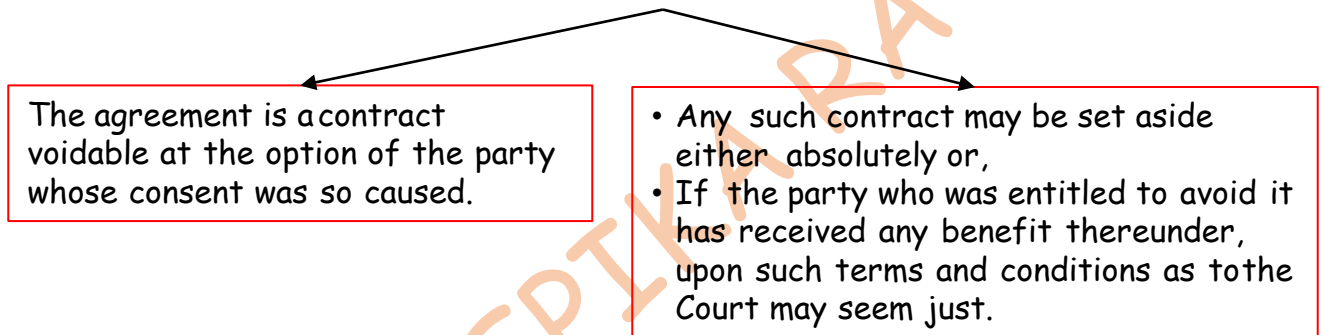 The agreement is a contract
voidable at the option of the party
whose consent was so caused.
• Any such contract may be set aside
either absolutely or,
• If the party who was entitled to avoid it
has received any benefit thereunder,
upon such terms and conditions as tothe
Court may seem just.